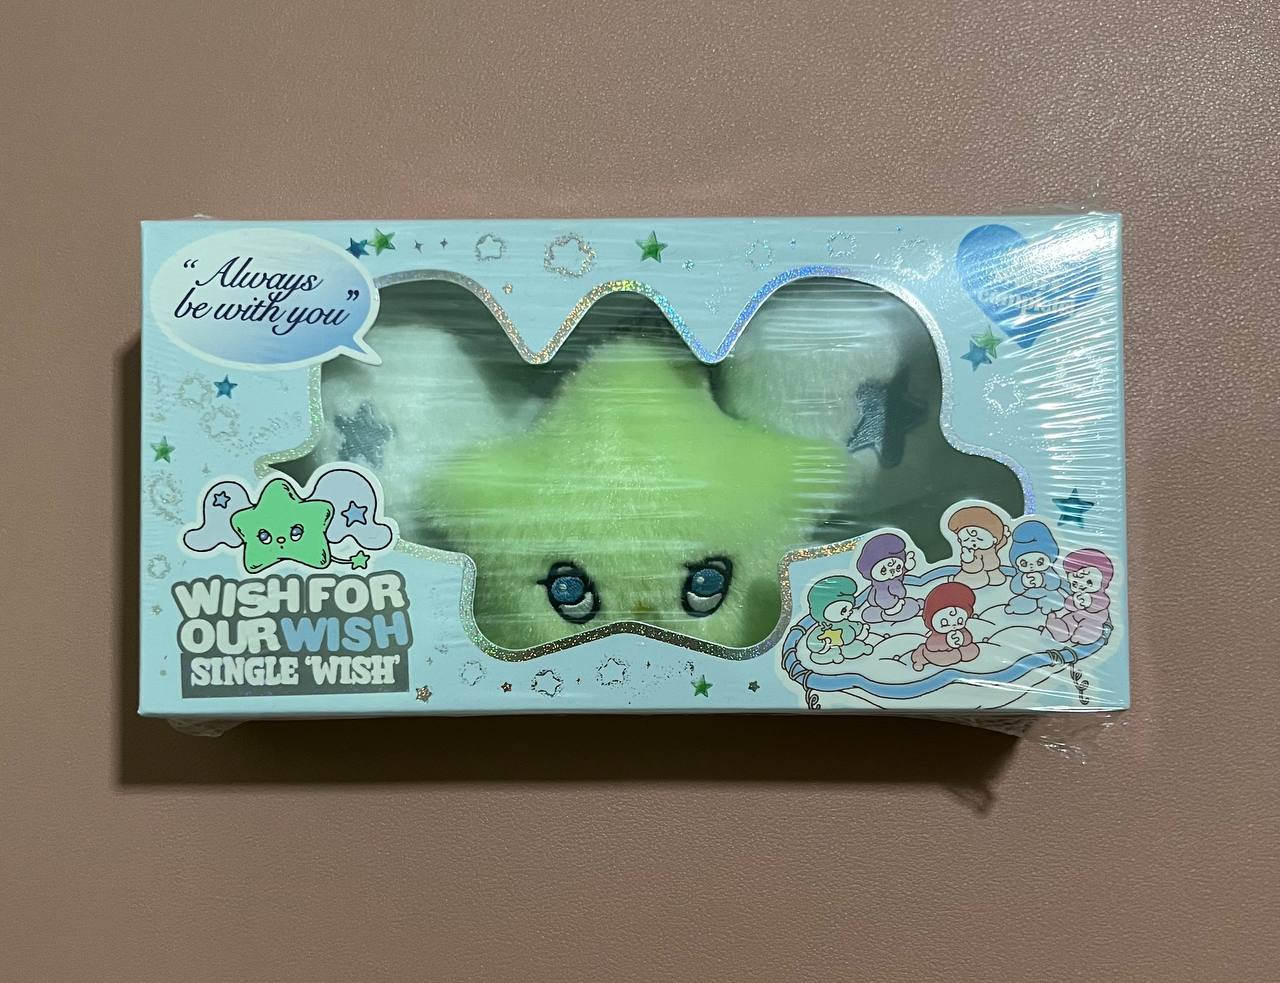 “Always
be with you”
WISH FOR
OUR WISH
SINGLE ‘WISH’